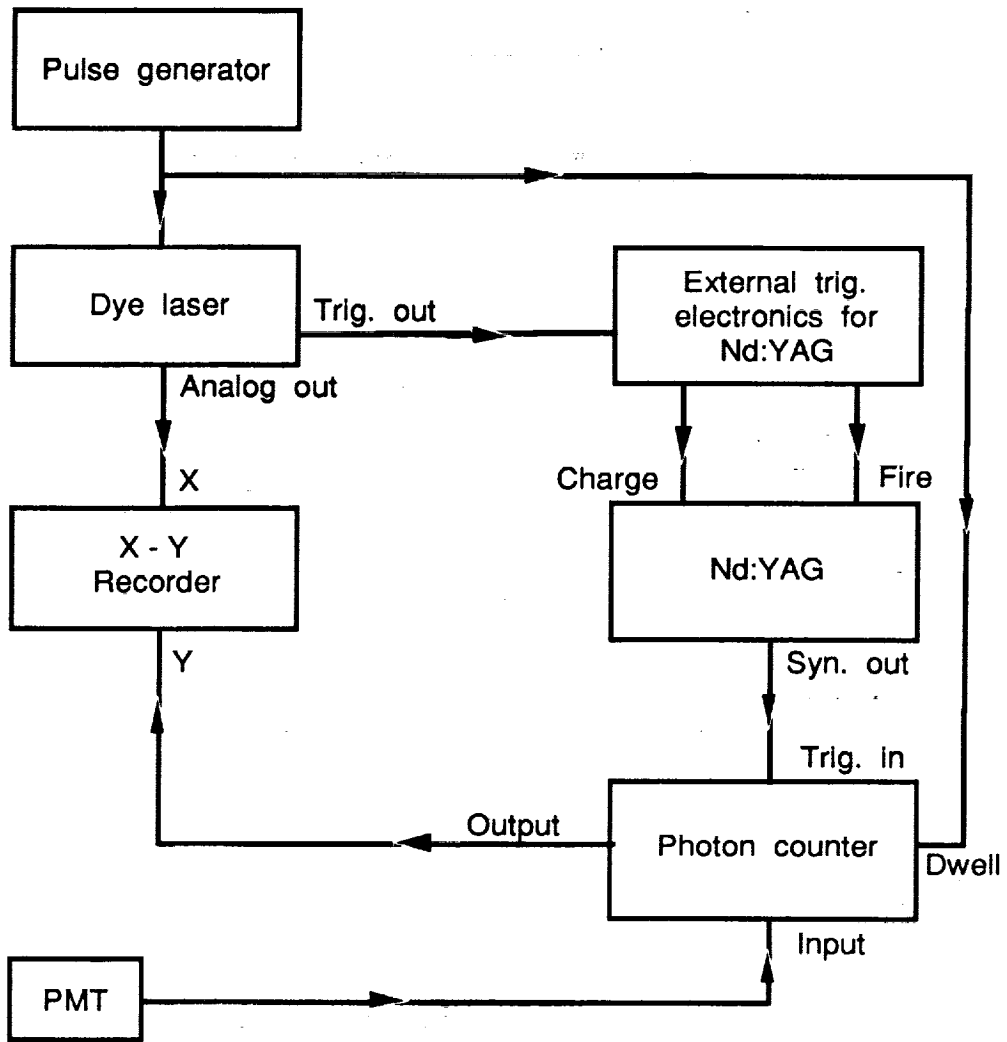 Pulse generator
Dye laser
Trig. out
External trig.
electronics for
Nd:YAG
Analog out
X
Charge
Fire
X - Y
Recorder
Nd:YAG
Y
Syn. out
Trig. in
Output
Photon counter
Dwell
Input
PMT